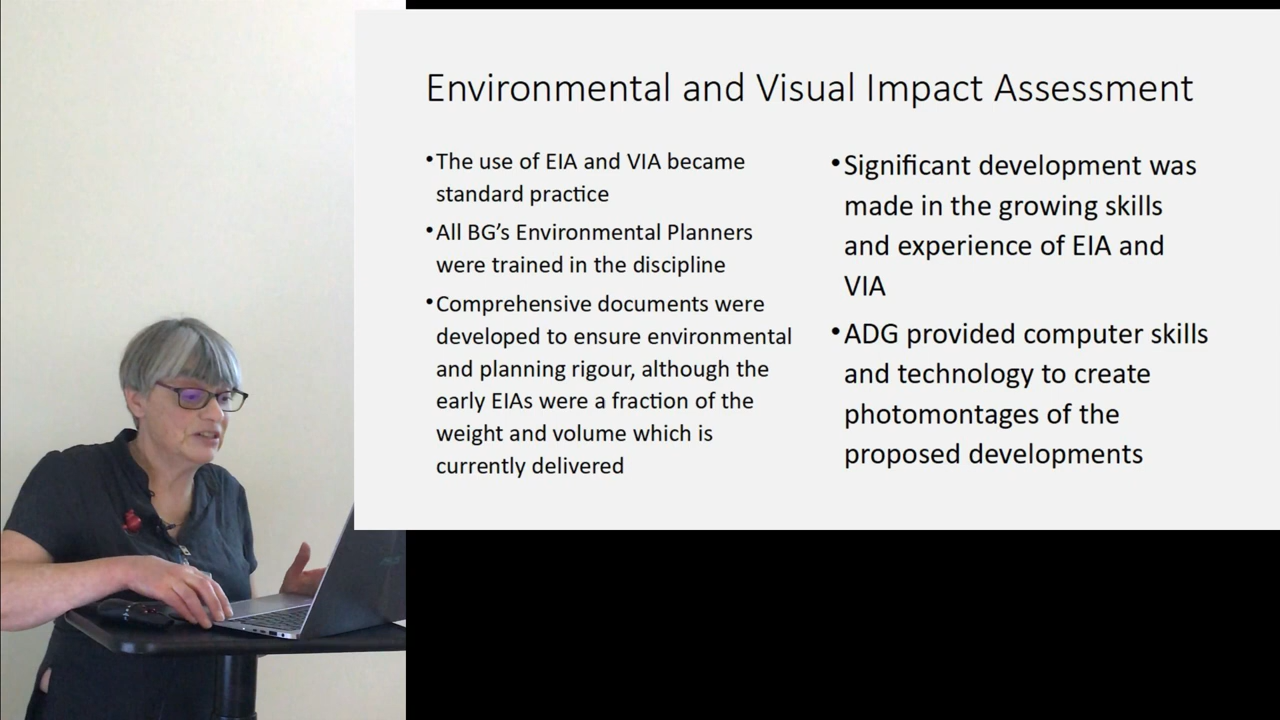 Environmental and Visual Impact Assessment
•The use of EIA and VIA became
standard practice
•All BG’s Environmental Planners
were trained in the discipline
•Comprehensive documents were
developed to ensure environmental
and planning rigour, although the
early EIAs were a fraction of the
weight and volume which is
currently delivered
•Significant development was
made in the growing skills
and experience of EIA and
VIA
•ADG provided computer skills
and technology to create
photomontages of the
proposed developments